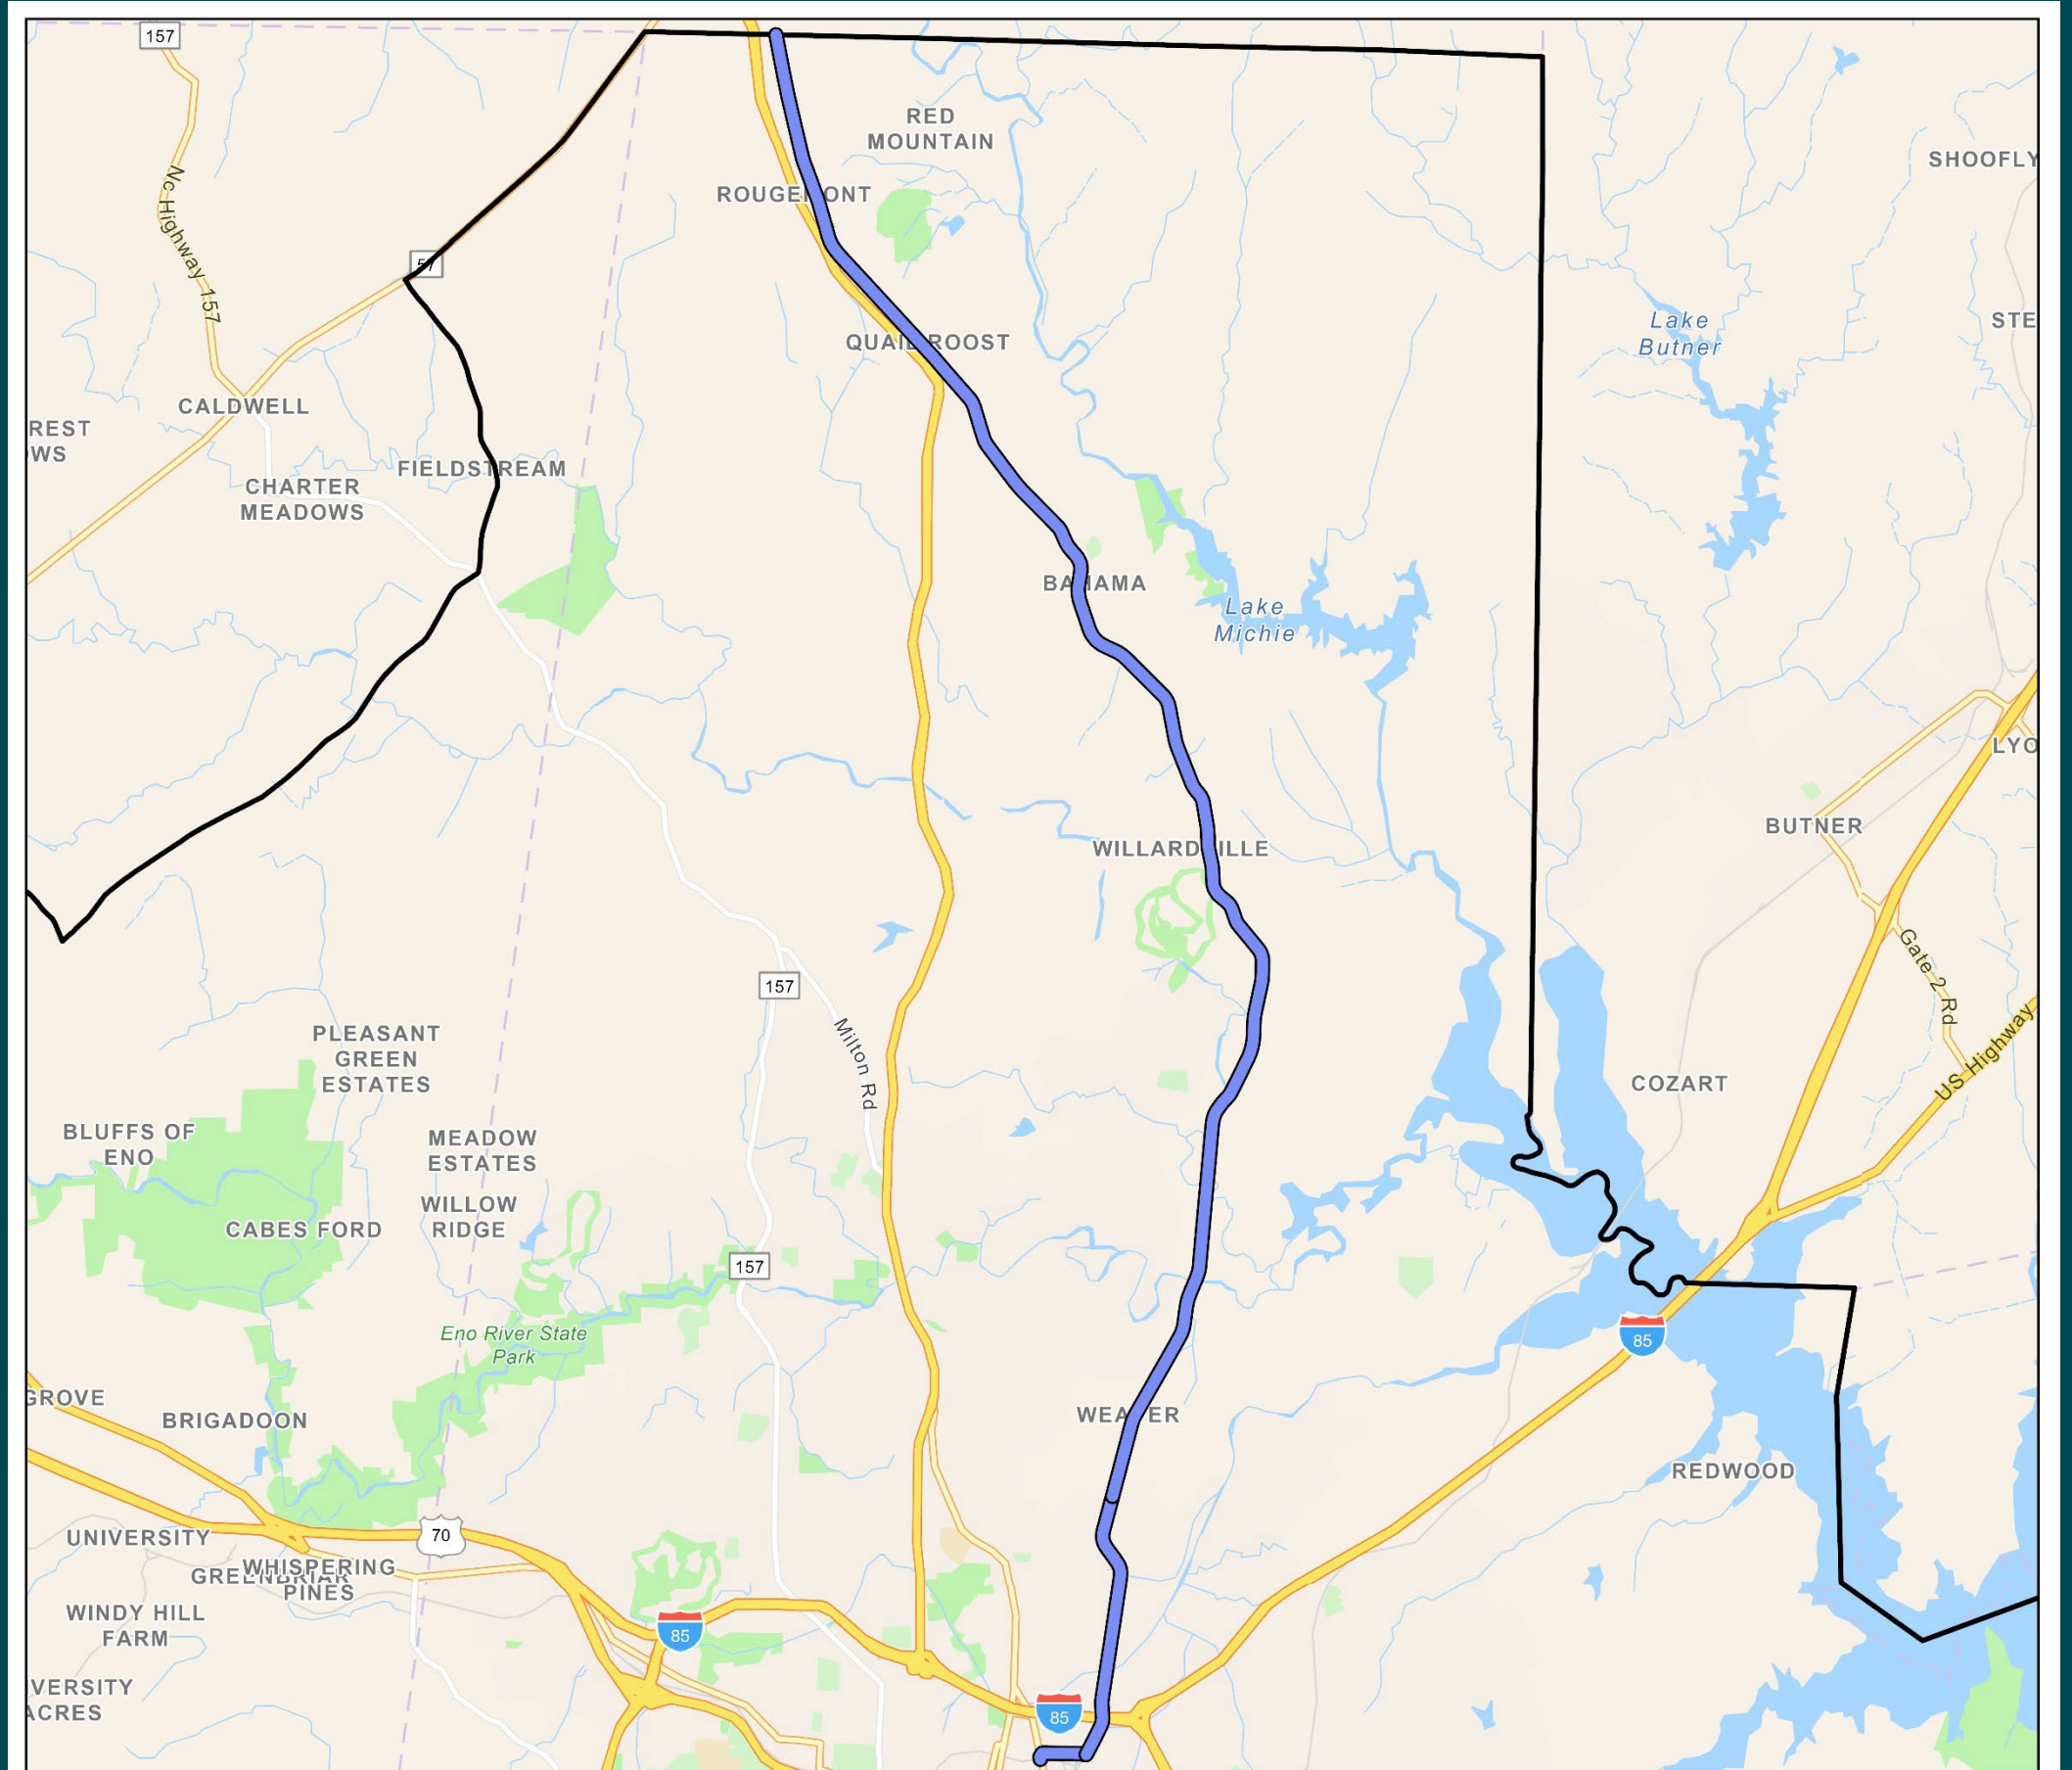 157
RED
MOUNTAIN
SHOOFLY
Nc Highway 157
ROUGEMONT
57
Lake
Butner
STE
QUAIL ROOST
CALDWELL
REST
WS
FIELDSTREAM
CHARTER
MEADOWS
BAHAMA
Lake
Michie
LYO
BUTNER
WILLARDVILLE
Gate 2 Rd
157
US Highway
Milton Rd
PLEASANT
GREEN
ESTATES
COZART
BLUFFS OF
ENO
MEADOW
ESTATES
WILLOW
RIDGE
CABES FORD
157
Eno River State
Park
85
GROVE
BRIGADOON
WEAVER
REDWOOD
UNIVERSITY
70
WHISPERING
PINES
GREENBRIAR
WINDY HILL
FARM
85
VERSITY
ACRES
85